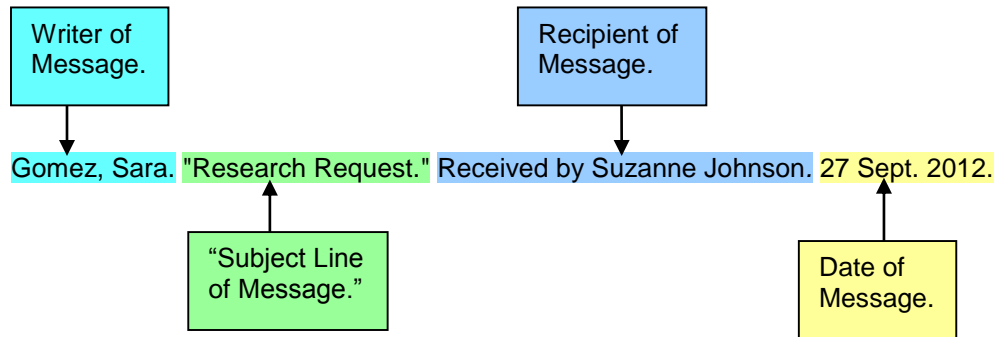 Writer of
Message.
Recipient of
Message.
Gomez, Sara. "Research Request." Received by Suzanne Johnson. 27 Sept. 2012.
“Subject Line
of Message.”
Date of
Message.